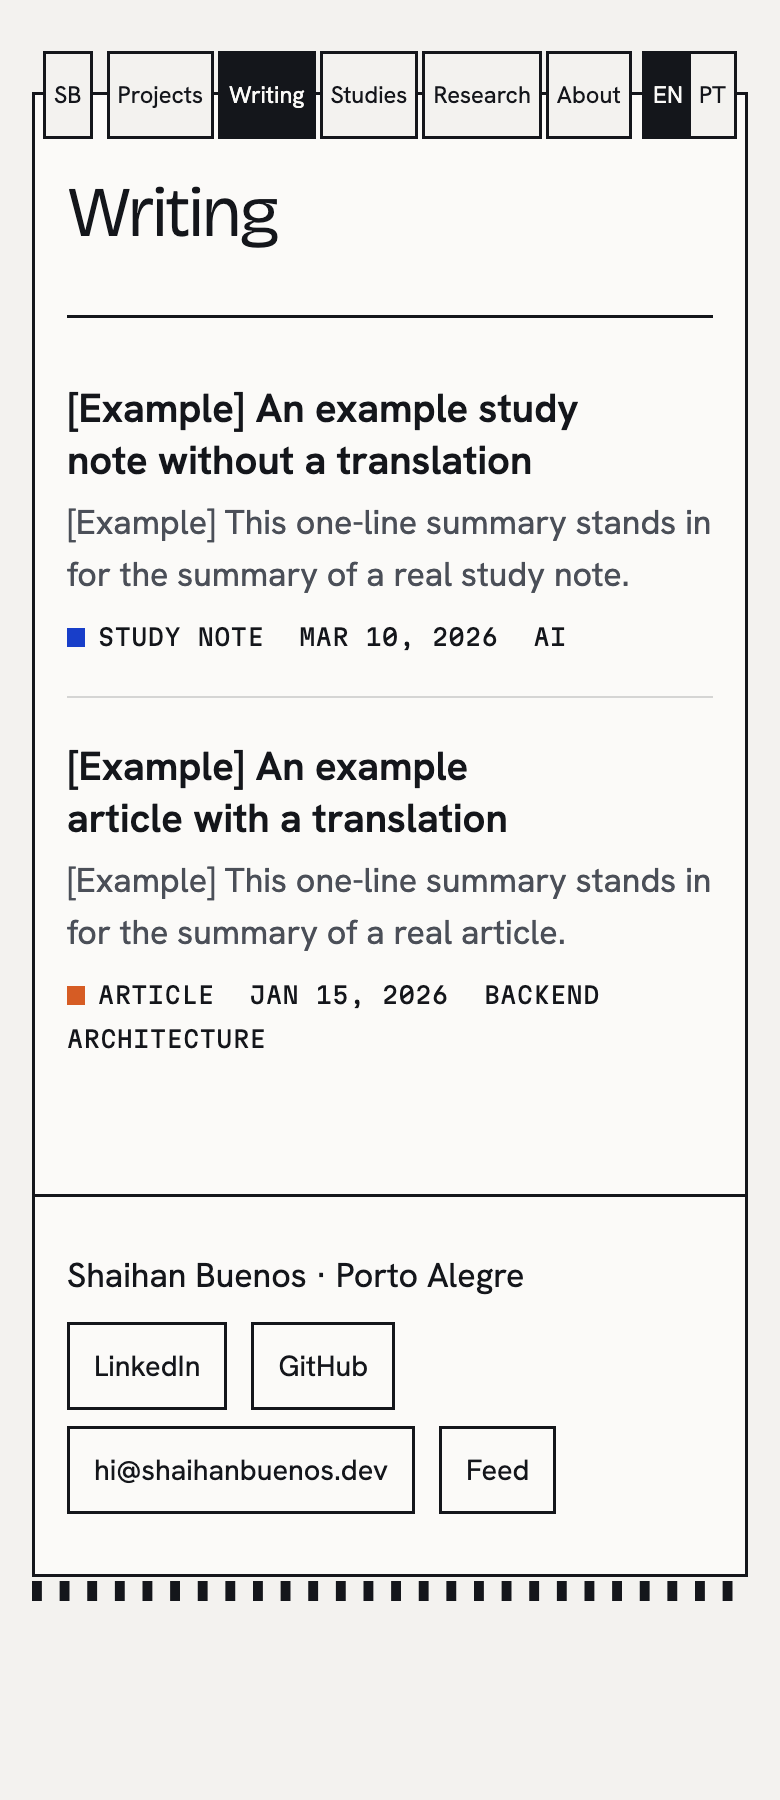 SB Projects Writing Studies Research About EN PT
Writing
[Example] An example study
note without a translation
[Example] This one-line summary stands in
for the summary of a real study note.
STUDY NOTE MAR 10, 2026 AI
[Example] An example
article with a translation
[Example] This one-line summary stands in
for the summary of a real article.
ARTICLE JAN 15, 2026 BACKEND
ARCHITECTURE
Shaihan Buenos · Porto Alegre
LinkedIn GitHub
hi@shaihanbuenos.dev Feed